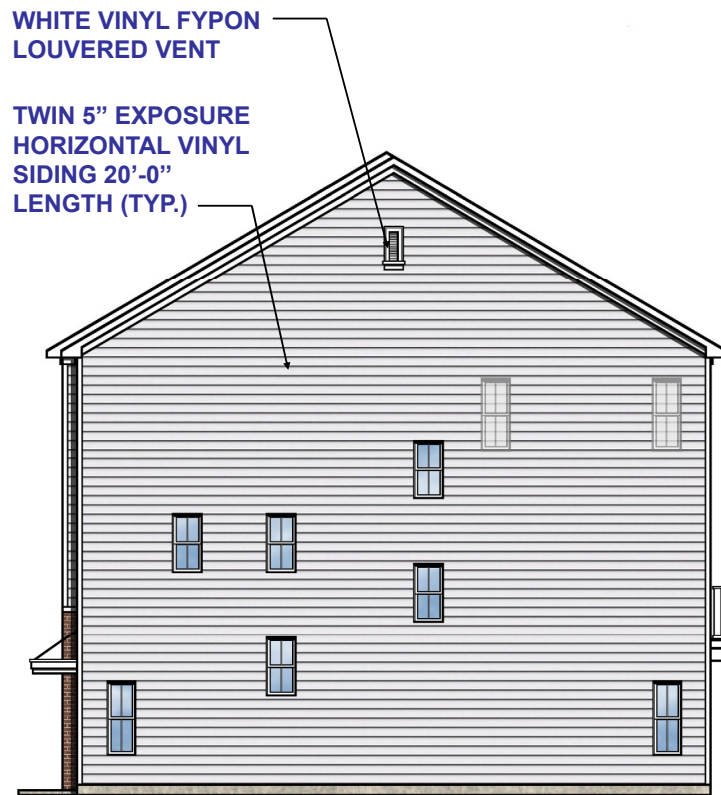 WHITE VINYL FYPON
LOUVERED VENT
TWIN 5” EXPOSURE
HORIZONTAL VINYL
SIDING 20’-0”
LENGTH (TYP.)